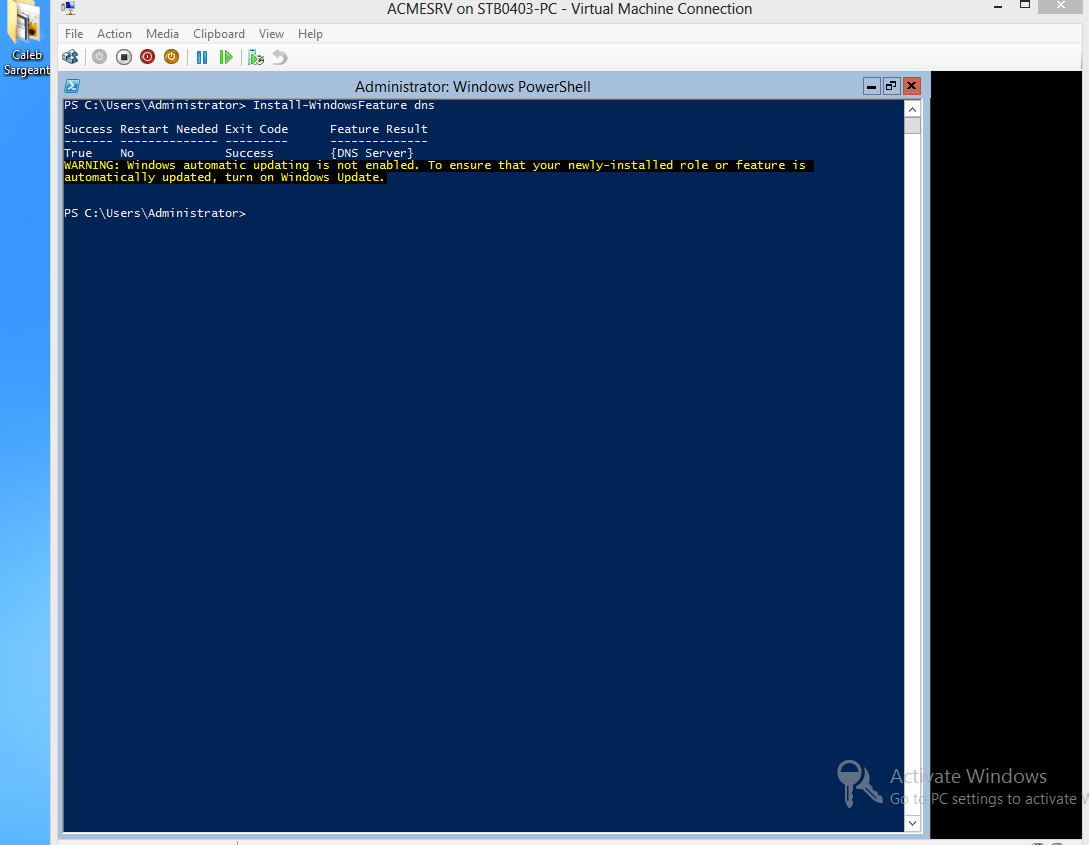 Caleb
Sargeant
ACMESRV on STB0403-PC - Virtual Machine Connection
File Action Media Clipboard View Help
Administrator: Windows PowerShell
PS C:\Users\Administrator> Install-WindowsFeature dns
Success Restart Needed Exit Code Feature Result
------- -------------- --------- --------------
True No Success {DNS Server}
WARNING: Windows automatic updating is not enabled. To ensure that your newly-installed role or feature is
automatically updated, turn on Windows Update.
PS C:\Users\Administrator>
Activate Windows
Go to PC settings to activate